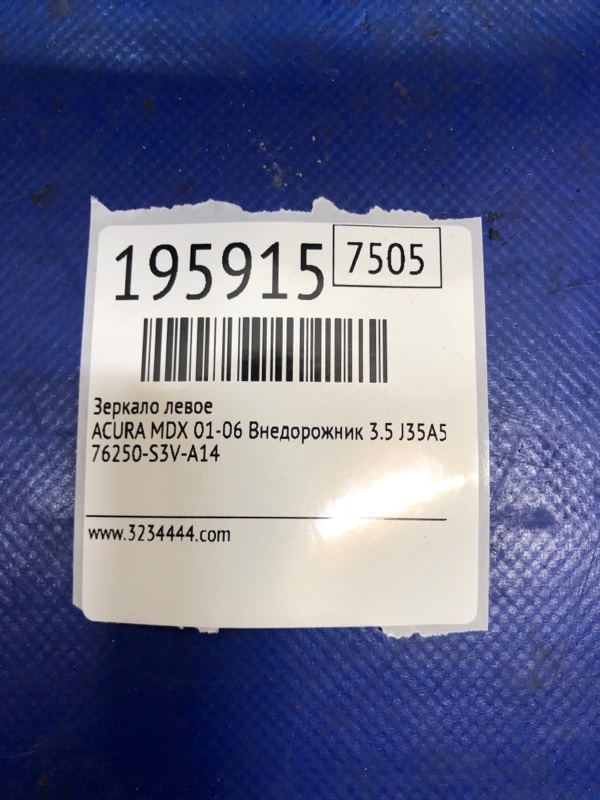 195915 7505
Зеркало левое
ACURA MDX 01-06 Внедорожник 3.5 J35A5
76250-S3V-A14
www.3234444.com